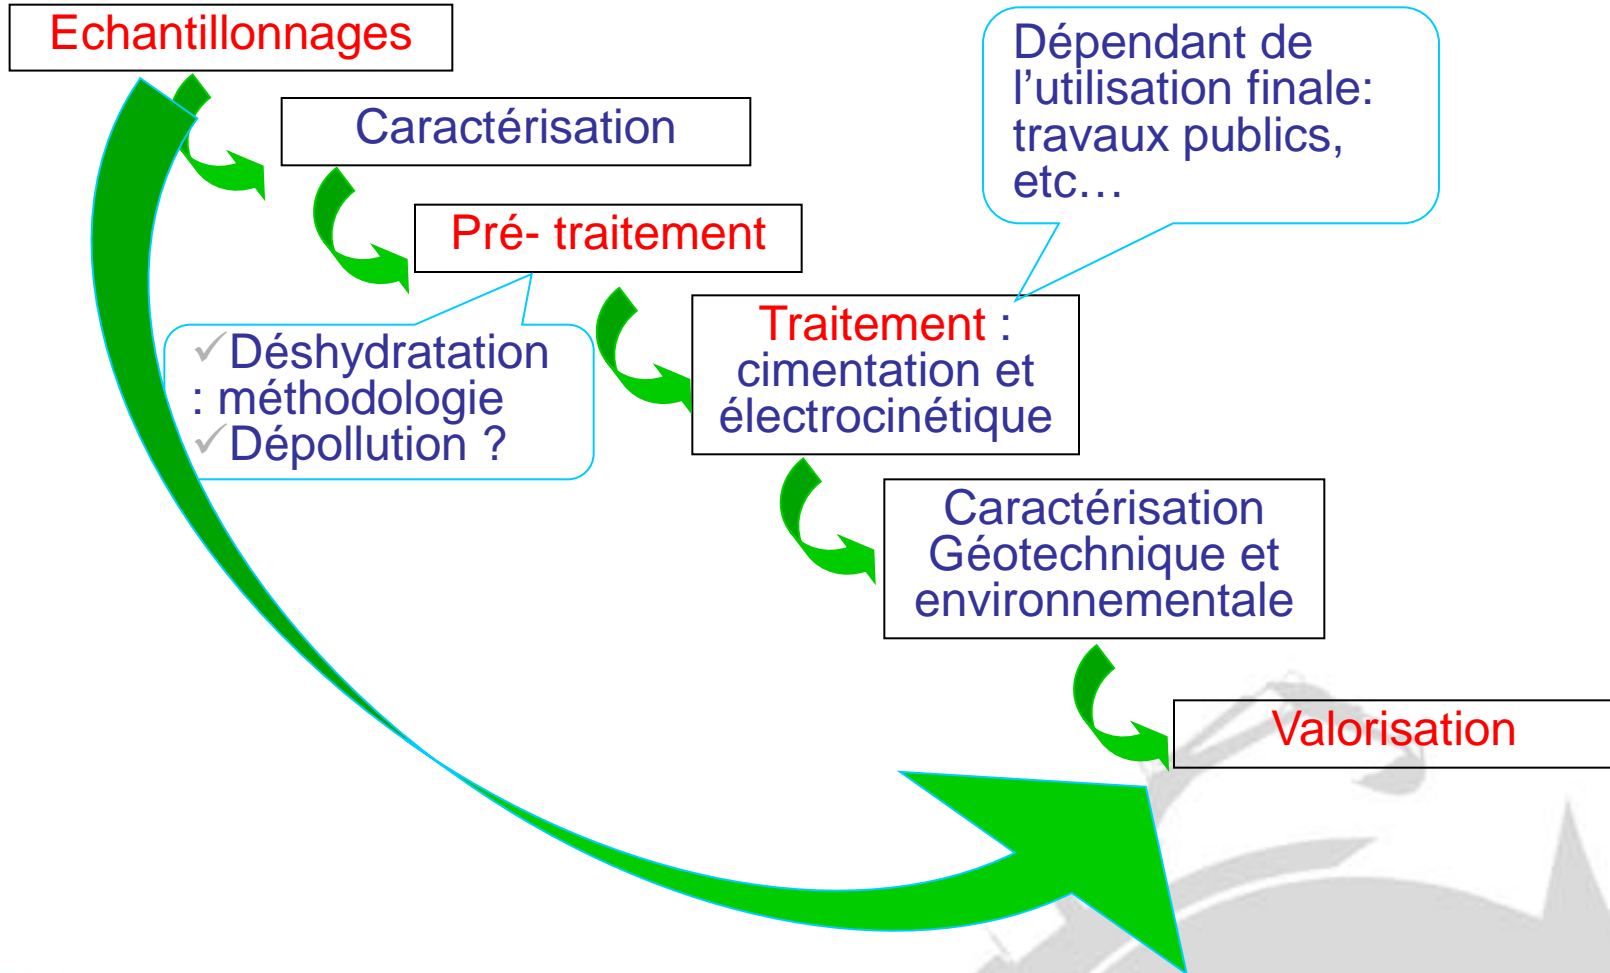 Echantillonnages
Caractérisation
Dépendant de
l’utilisation finale:
travaux publics,
etc…
Pré- traitement
✓Déshydratation
: méthodologie
✓Dépollution ?
Traitement :
cimentation et
électrocinétique
Caractérisation
Géotechnique et
environnementale
Valorisation